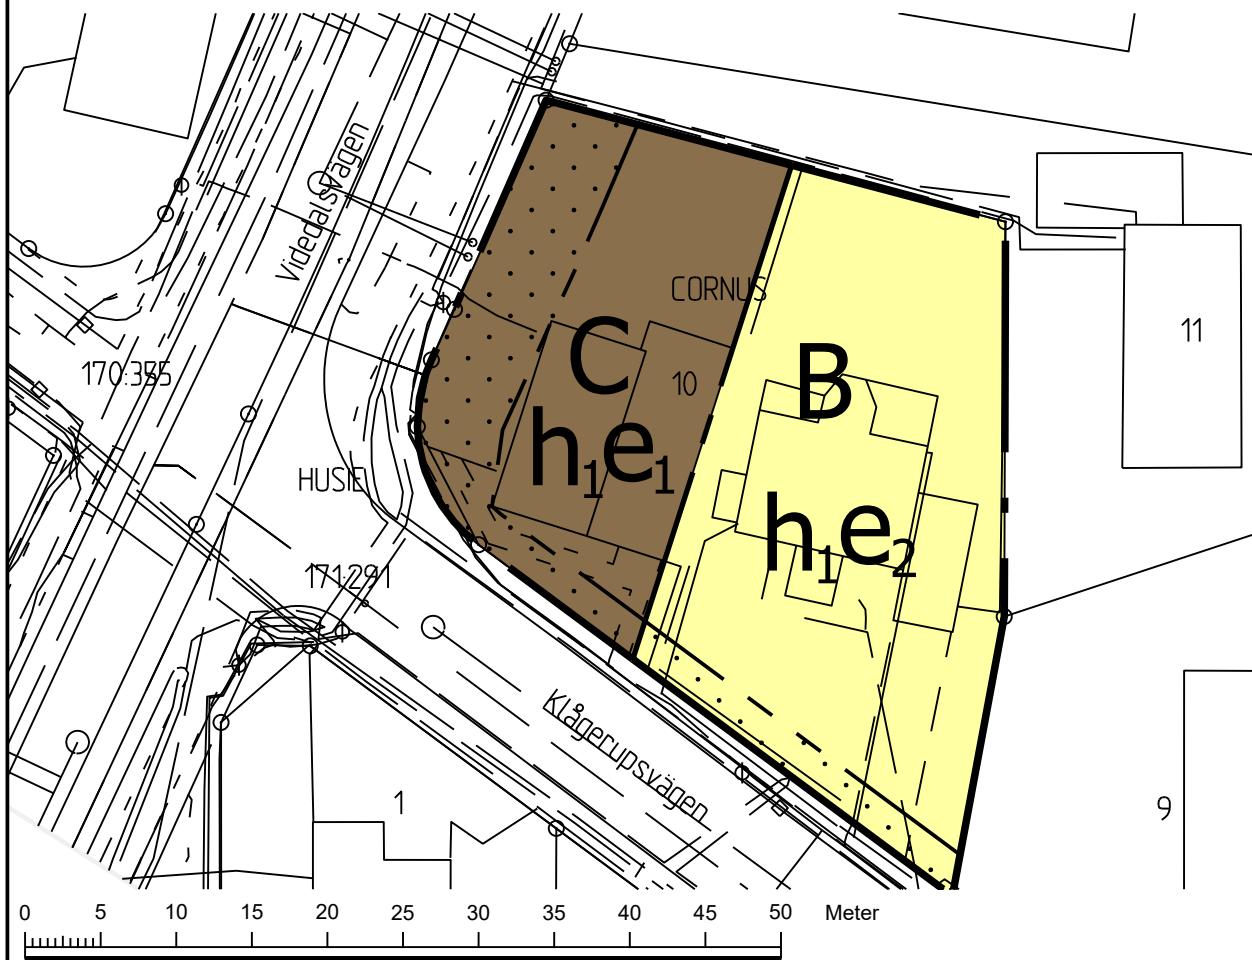 Videdalsvägen
CORNUS
11
C
B
10
170:355
h1e1
HUSIE
h1e2
171:291
Klågerupsvägen
1
9
0 5 10 15 20 25 30 35 40 45 50 Meter